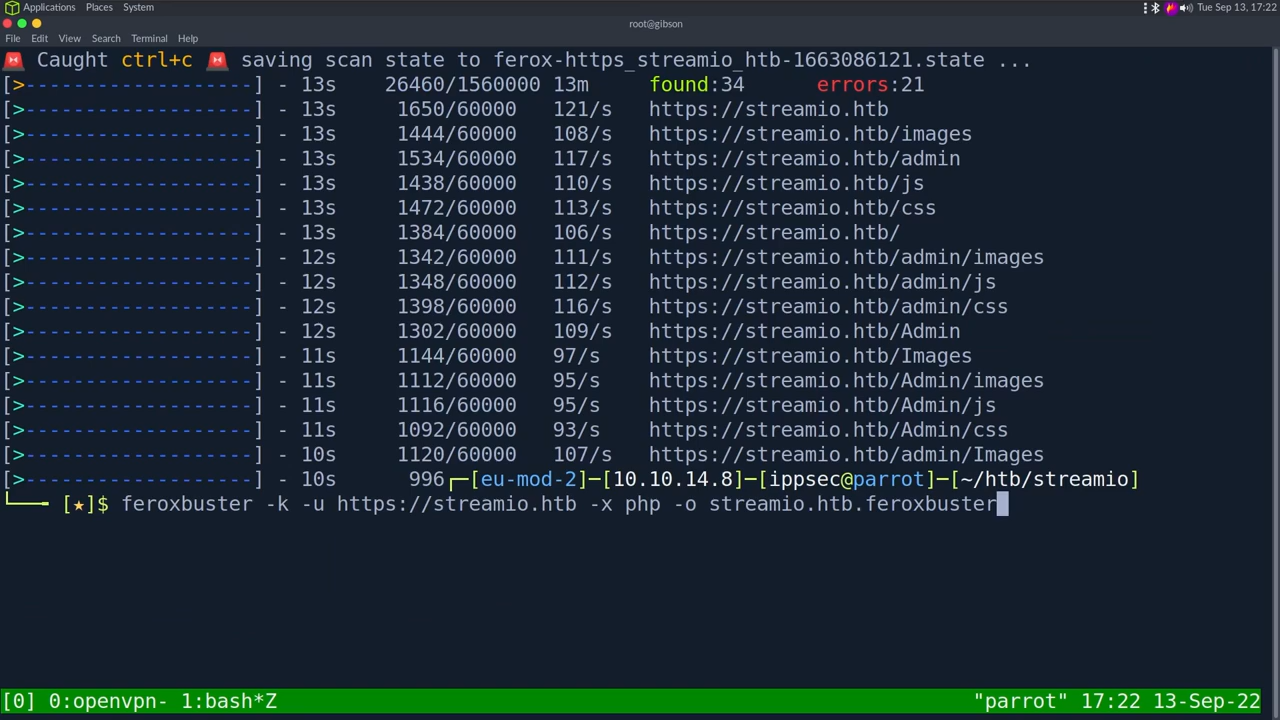 Applications Places System Tue Sep 13, 17:22
root@gibson
File Edit View Search Terminal Help
🚨 Caught ctrl+c 🚨 saving scan state to ferox-https_streamio_htb-1663086121.state ...
[>-------------------] - 13s 26460/1560000 13m found:34 errors:21
[>-------------------] - 13s 1650/60000 121/s https://streamio.htb
[>-------------------] - 13s 1444/60000 108/s https://streamio.htb/images
[>-------------------] - 13s 1534/60000 117/s https://streamio.htb/admin
[>-------------------] - 13s 1438/60000 110/s https://streamio.htb/js
[>-------------------] - 13s 1472/60000 113/s https://streamio.htb/css
[>-------------------] - 13s 1384/60000 106/s https://streamio.htb/
[>-------------------] - 12s 1342/60000 111/s https://streamio.htb/admin/images
[>-------------------] - 12s 1348/60000 112/s https://streamio.htb/admin/js
[>-------------------] - 12s 1398/60000 116/s https://streamio.htb/admin/css
[>-------------------] - 12s 1302/60000 109/s https://streamio.htb/Admin
[>-------------------] - 11s 1144/60000 97/s https://streamio.htb/Images
[>-------------------] - 11s 1112/60000 95/s https://streamio.htb/Admin/images
[>-------------------] - 11s 1116/60000 95/s https://streamio.htb/Admin/js
[>-------------------] - 11s 1092/60000 93/s https://streamio.htb/Admin/css
[>-------------------] - 10s 1120/60000 107/s https://streamio.htb/admin/Images
[>-------------------] - 10s 996┌─[eu-mod-2]─[10.10.14.8]─[ippsec@parrot]─[~/htb/streamio]
└──╼ [★]$ feroxbuster -k -u https://streamio.htb -x php -o streamio.htb.feroxbuster
[0] 0:openvpn- 1:bash*Z "parrot" 17:22 13-Sep-22